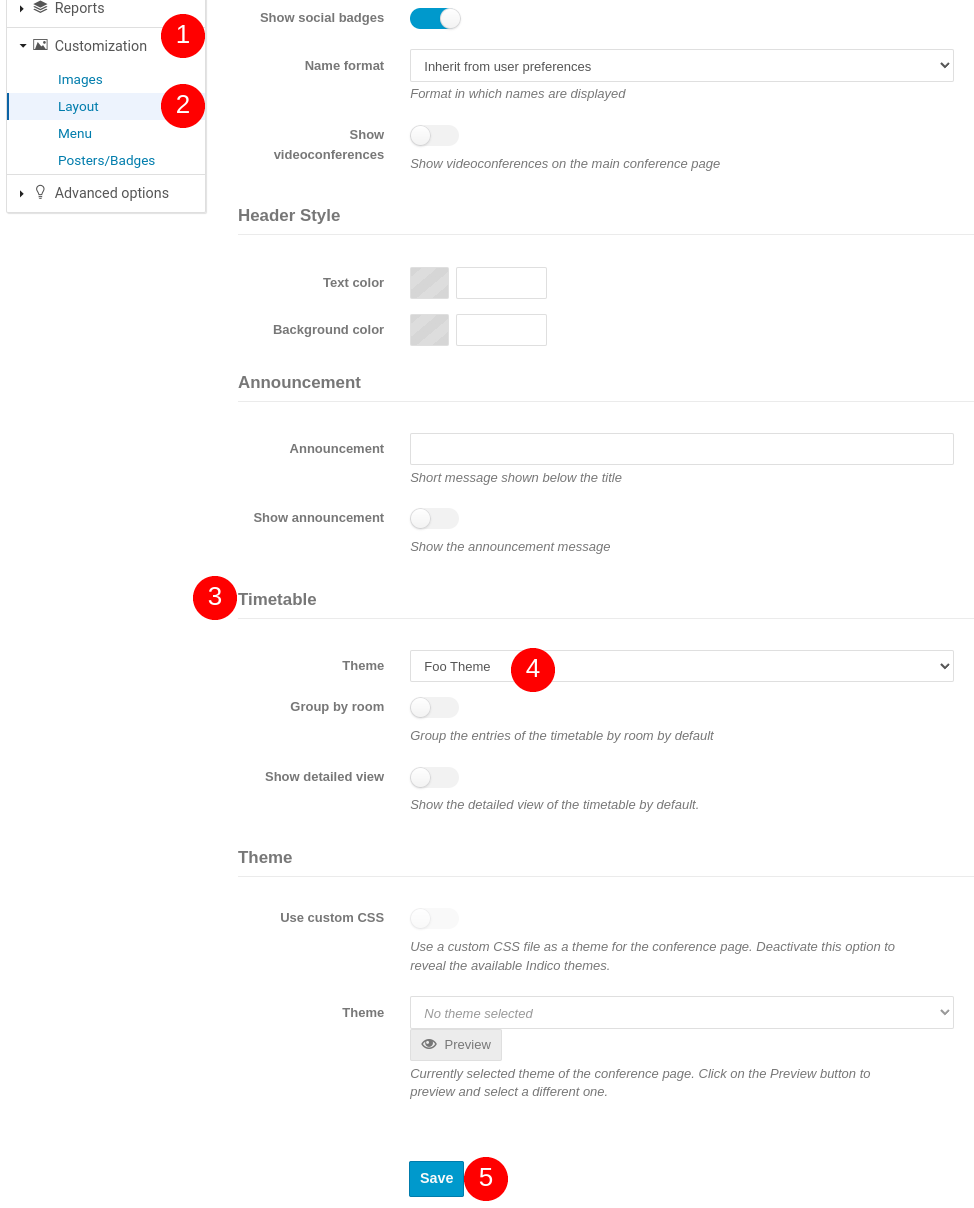 Reports
Customization 1
Images
Layout 2
Menu
Posters/Badges
Advanced options
Show social badges
Name format Inherit from user preferences
Format in which names are displayed
Show
videoconferences
Show videoconferences on the main conference page
Header Style
Text color
Background color
Announcement
Announcement
Short message shown below the title
Show announcement
Show the announcement message
3 Timetable
Theme Foo Theme 4
Group by room
Group the entries of the timetable by room by default
Show detailed view
Show the detailed view of the timetable by default.
Theme
Use custom CSS
Use a custom CSS file as a theme for the conference page. Deactivate this option to
reveal the available Indico themes.
Theme No theme selected
Preview
Currently selected theme of the conference page. Click on the Preview button to
preview and select a different one.
Save 5